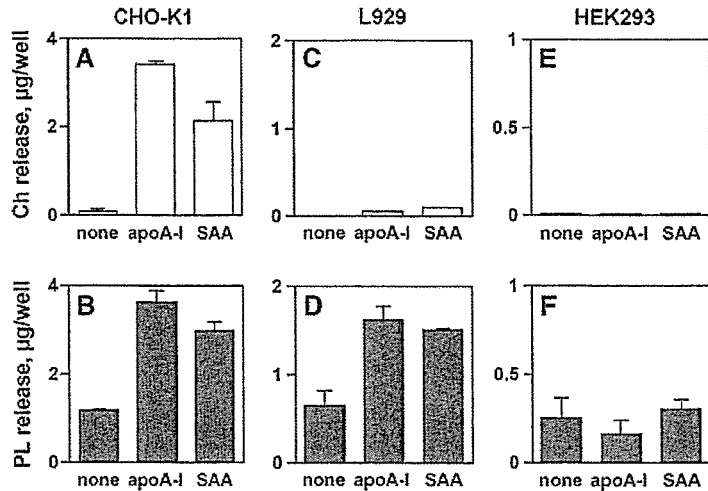 CHO-K1 L929 HEK293
Ch release, µg/well
A C E
4 2 1
2 1 0.5
0 0 0
none apoA-I SAA none apoA-I SAA none apoA-I SAA
PL release, µg/well
B D F
4 2 1
2 1 0.5
0 0 0
none apoA-I SAA none apoA-I SAA none apoA-I SAA